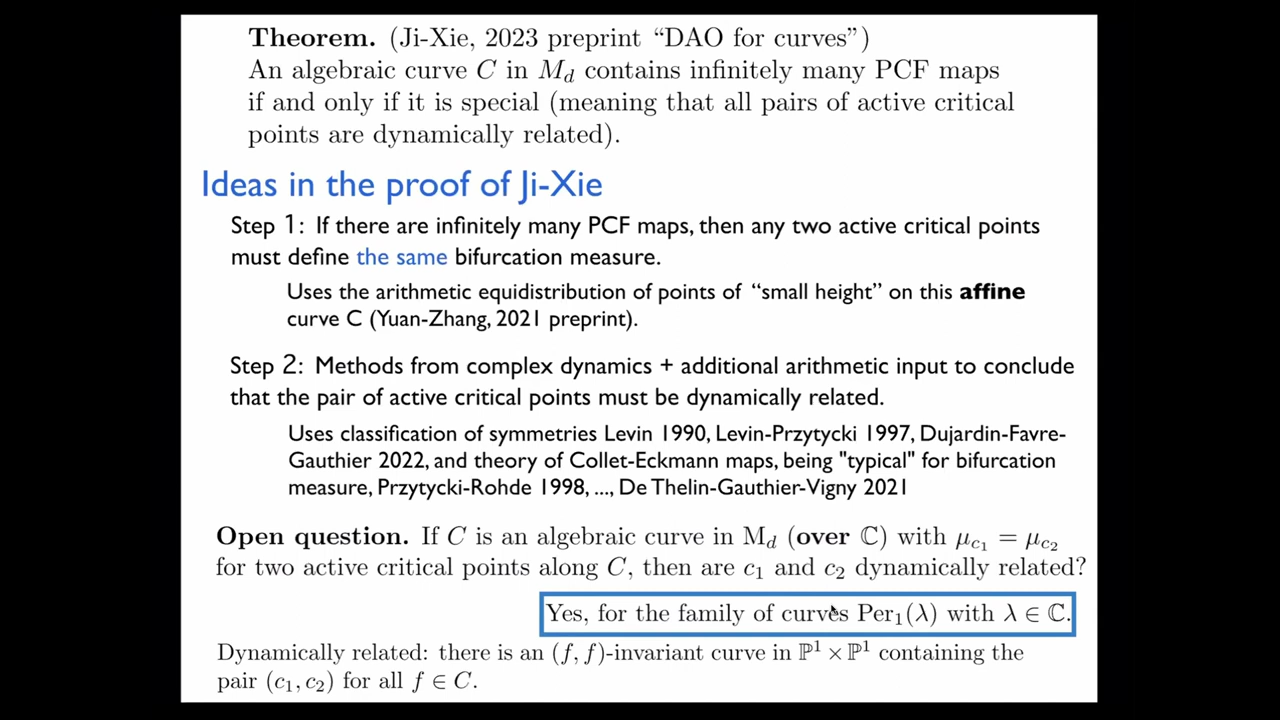 Theorem. (Ji-Xie, 2023 preprint “DAO for curves”)
An algebraic curve C in M_d contains infinitely many PCF maps
if and only if it is special (meaning that all pairs of active critical
points are dynamically related).
Ideas in the proof of Ji-Xie
Step 1: If there are infinitely many PCF maps, then any two active critical points
must define the same bifurcation measure.
Uses the arithmetic equidistribution of points of “small height” on this affine
curve C (Yuan-Zhang, 2021 preprint).
Step 2: Methods from complex dynamics + additional arithmetic input to conclude
that the pair of active critical points must be dynamically related.
Uses classification of symmetries Levin 1990, Levin-Przytycki 1997, Dujardin-Favre-
Gauthier 2022, and theory of Collet-Eckmann maps, being "typical" for bifurcation
measure, Przytycki-Rohde 1998, ..., De Thelin-Gauthier-Vigny 2021
Open question. If C is an algebraic curve in M_d (over ℂ) with μ_{c_1} = μ_{c_2}
for two active critical points along C, then are c_1 and c_2 dynamically related?
Yes, for the family of curves Per_1(λ) with λ ∈ ℂ.
Dynamically related: there is an (f, f)-invariant curve in ℙ^1 × ℙ^1 containing the
pair (c_1, c_2) for all f ∈ C.